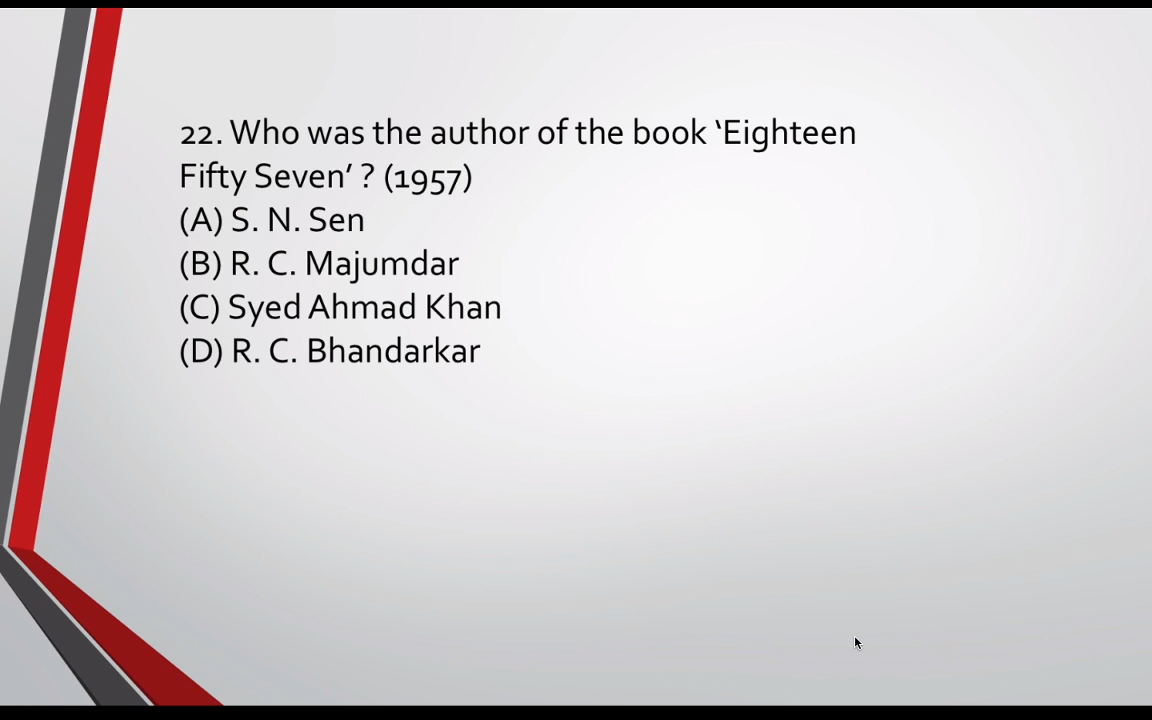 22. Who was the author of the book ‘Eighteen
Fifty Seven’ ? (1957)
(A) S. N. Sen
(B) R. C. Majumdar
(C) Syed Ahmad Khan
(D) R. C. Bhandarkar